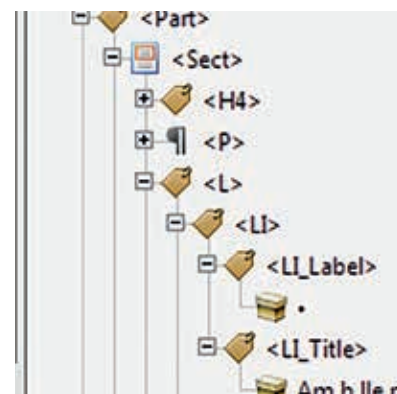 <Part>
<Sect>
<H4>
<P>
<L>
<LI>
<LI_Label>
•
<LI_Title>